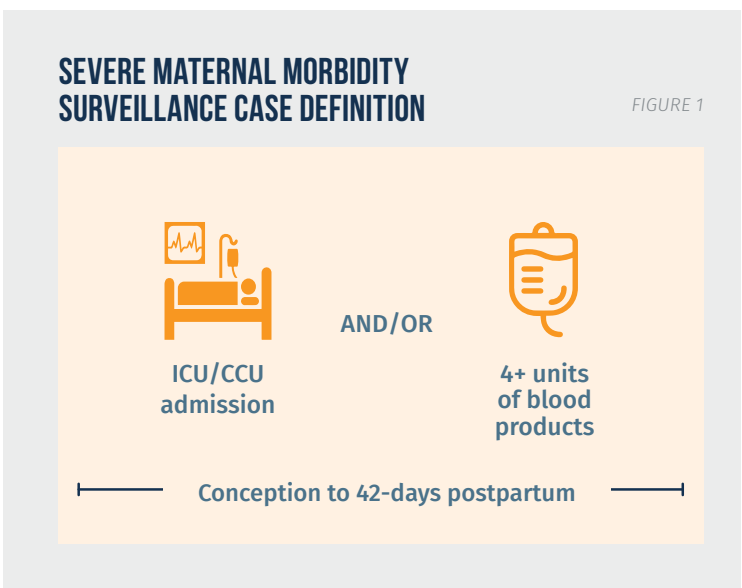 SEVERE MATERNAL MORBIDITY
SURVEILLANCE CASE DEFINITION
FIGURE 1
ICU/CCU
admission
AND/OR
4+ units
of blood
products
Conception to 42-days postpartum